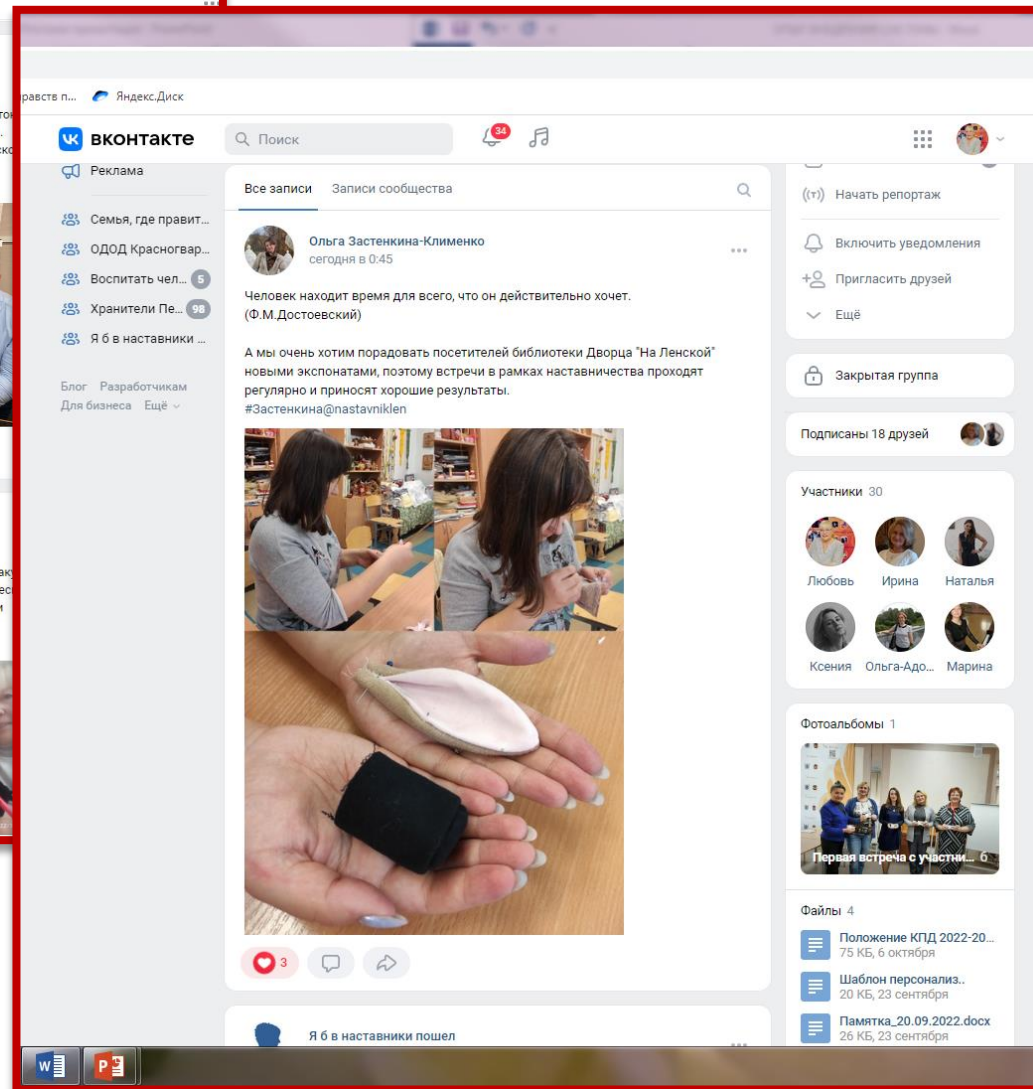 равств п...
Яндекс.Диск
вконтакте
Поиск
34
Реклама
Семья, где правит...
ОДОД Красногвар...
Воспитать чел... 5
Хранители Пе... 98
Я б в наставники ...
Блог Разработчикам
Для бизнеса Ещё
Все записи Записи сообщества
Ольга Застенкина-Клименко
сегодня в 0:45
Человек находит время для всего, что он действительно хочет.
(Ф.М.Достоевский)
А мы очень хотим порадовать посетителей библиотеки Дворца "На Ленской"
новыми экспонатами, поэтому встречи в рамках наставничества проходят
регулярно и приносят хорошие результаты.
#Застенкина@nastavniklen
3
Я б в наставники пошел
Начать репортаж
Включить уведомления
Пригласить друзей
Ещё
Закрытая группа
Подписаны 18 друзей
Участники 30
Любовь Ирина Наталья
Ксения Ольга-Адо... Марина
Фотоальбомы 1
Первая встреча с участни... 6
Файлы 4
Положение КПД 2022-20...
75 КБ, 6 октября
Шаблон персонализ..
20 КБ, 23 сентября
Памятка_20.09.2022.docx
26 КБ, 23 сентября